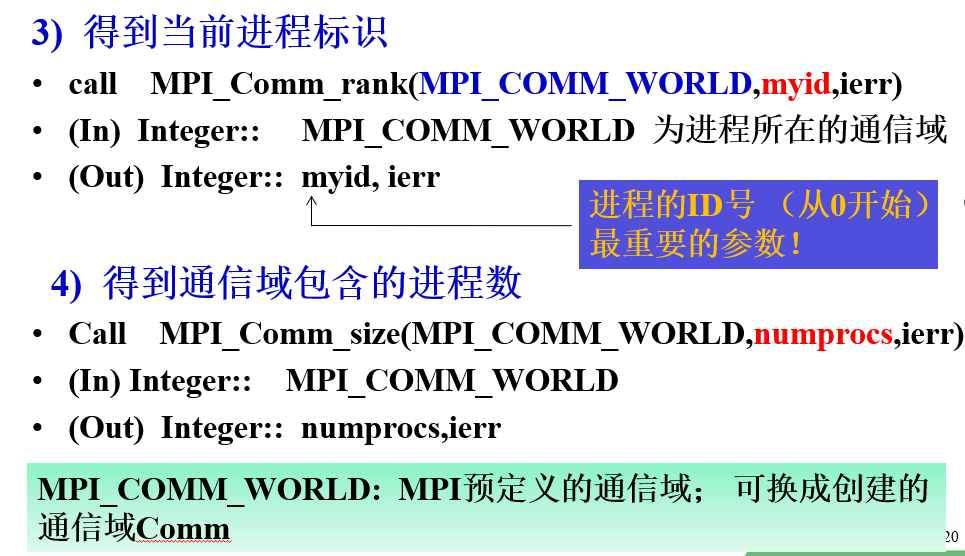 3) 得到当前进程标识
• call MPI_Comm_rank(MPI_COMM_WORLD,myid,ierr)
• (In) Integer:: MPI_COMM_WORLD 为进程所在的通信域
• (Out) Integer:: myid, ierr
进程的ID号 （从0开始）
最重要的参数！
4) 得到通信域包含的进程数
• Call MPI_Comm_size(MPI_COMM_WORLD,numprocs,ierr)
• (In) Integer:: MPI_COMM_WORLD
• (Out) Integer:: numprocs,ierr
MPI_COMM_WORLD: MPI预定义的通信域； 可换成创建的
通信域Comm
20